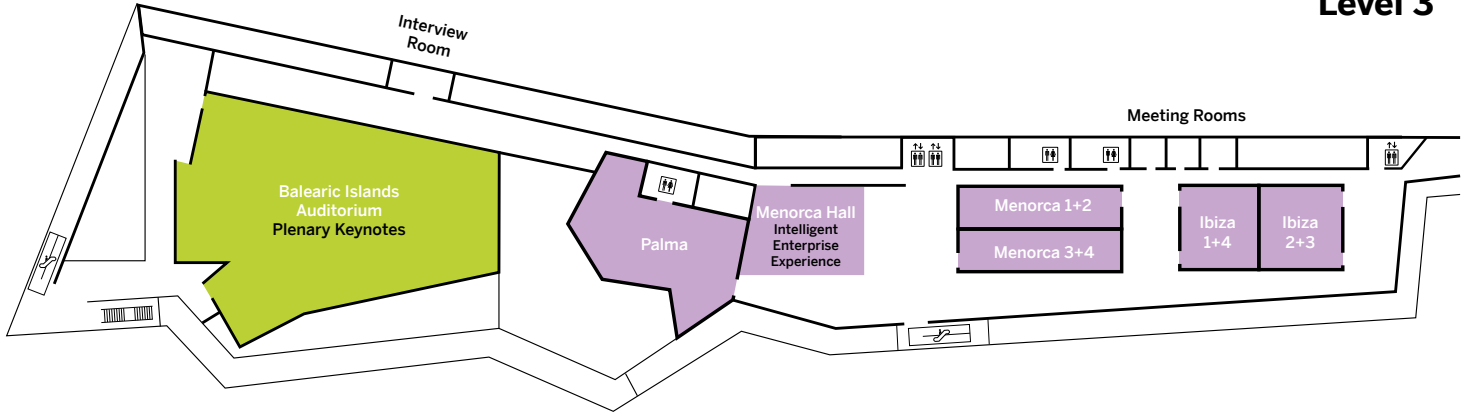 Level 3
Interview
Room
Meeting Rooms
Balearic Islands
Auditorium
Plenary Keynotes
Palma
Menorca Hall
Intelligent
Enterprise
Experience
Menorca 1+2
Menorca 3+4
Ibiza
1+4
Ibiza
2+3